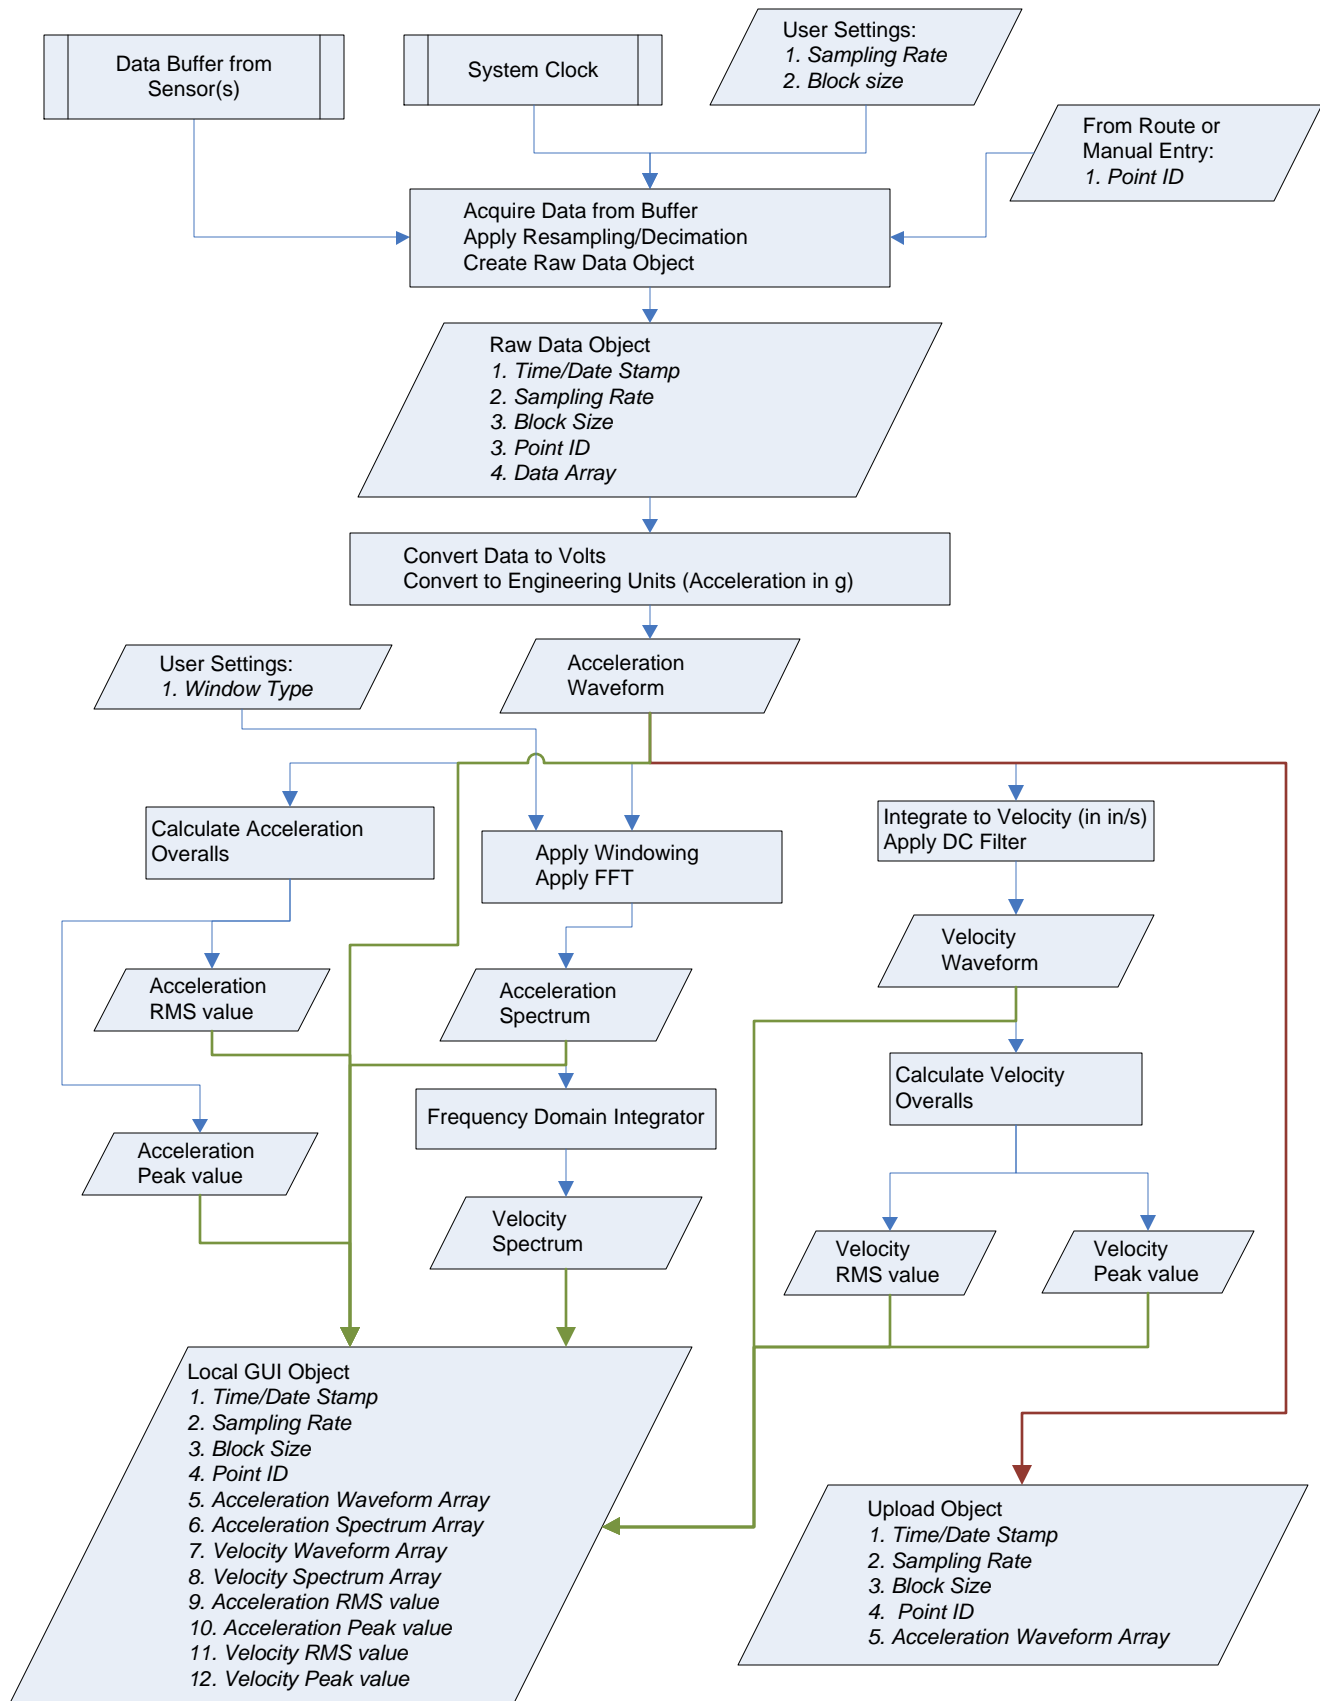 Data Buffer from
Sensor(s)
System Clock
User Settings:
1. Sampling Rate
2. Block size
From Route or
Manual Entry:
1. Point ID
Acquire Data from Buffer
Apply Resampling/Decimation
Create Raw Data Object
Raw Data Object
1. Time/Date Stamp
2. Sampling Rate
3. Block Size
3. Point ID
4. Data Array
Convert Data to Volts
Convert to Engineering Units (Acceleration in g)
User Settings:
1. Window Type
Acceleration
Waveform
Calculate Acceleration
Overalls
Apply Windowing
Apply FFT
Integrate to Velocity (in in/s)
Apply DC Filter
Velocity
Waveform
Acceleration
RMS value
Acceleration
Spectrum
Calculate Velocity
Overalls
Frequency Domain Integrator
Acceleration
Peak value
Velocity
Spectrum
Velocity
RMS value
Velocity
Peak value
Local GUI Object
1. Time/Date Stamp
2. Sampling Rate
3. Block Size
4. Point ID
5. Acceleration Waveform Array
6. Acceleration Spectrum Array
7. Velocity Waveform Array
8. Velocity Spectrum Array
9. Acceleration RMS value
10. Acceleration Peak value
11. Velocity RMS value
12. Velocity Peak value
Upload Object
1. Time/Date Stamp
2. Sampling Rate
3. Block Size
4. Point ID
5. Acceleration Waveform Array